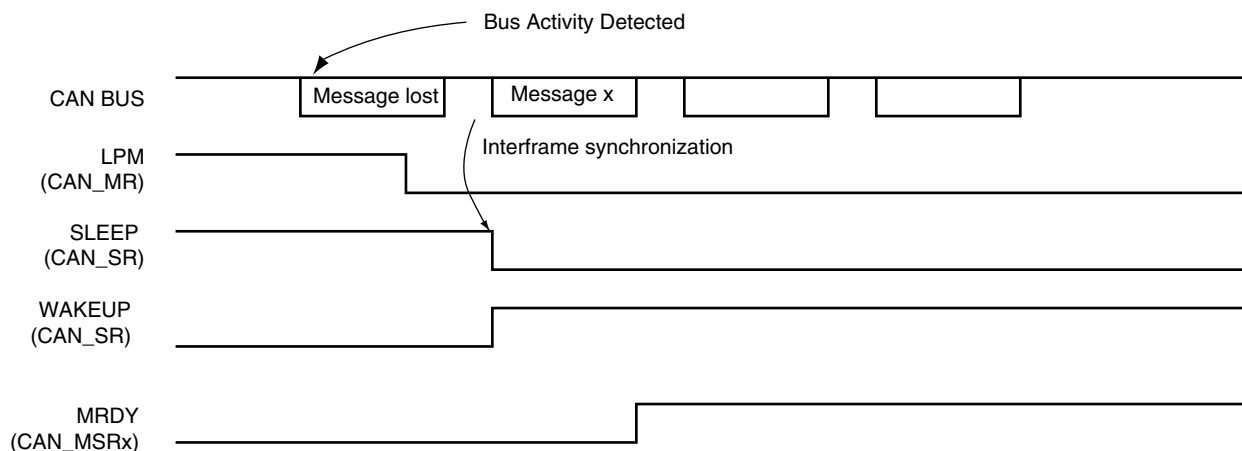 Bus Activity Detected
CAN BUS
Message lost
Message x
Interframe synchronization
LPM
(CAN_MR)
SLEEP
(CAN_SR)
WAKEUP
(CAN_SR)
MRDY
(CAN_MSRx)